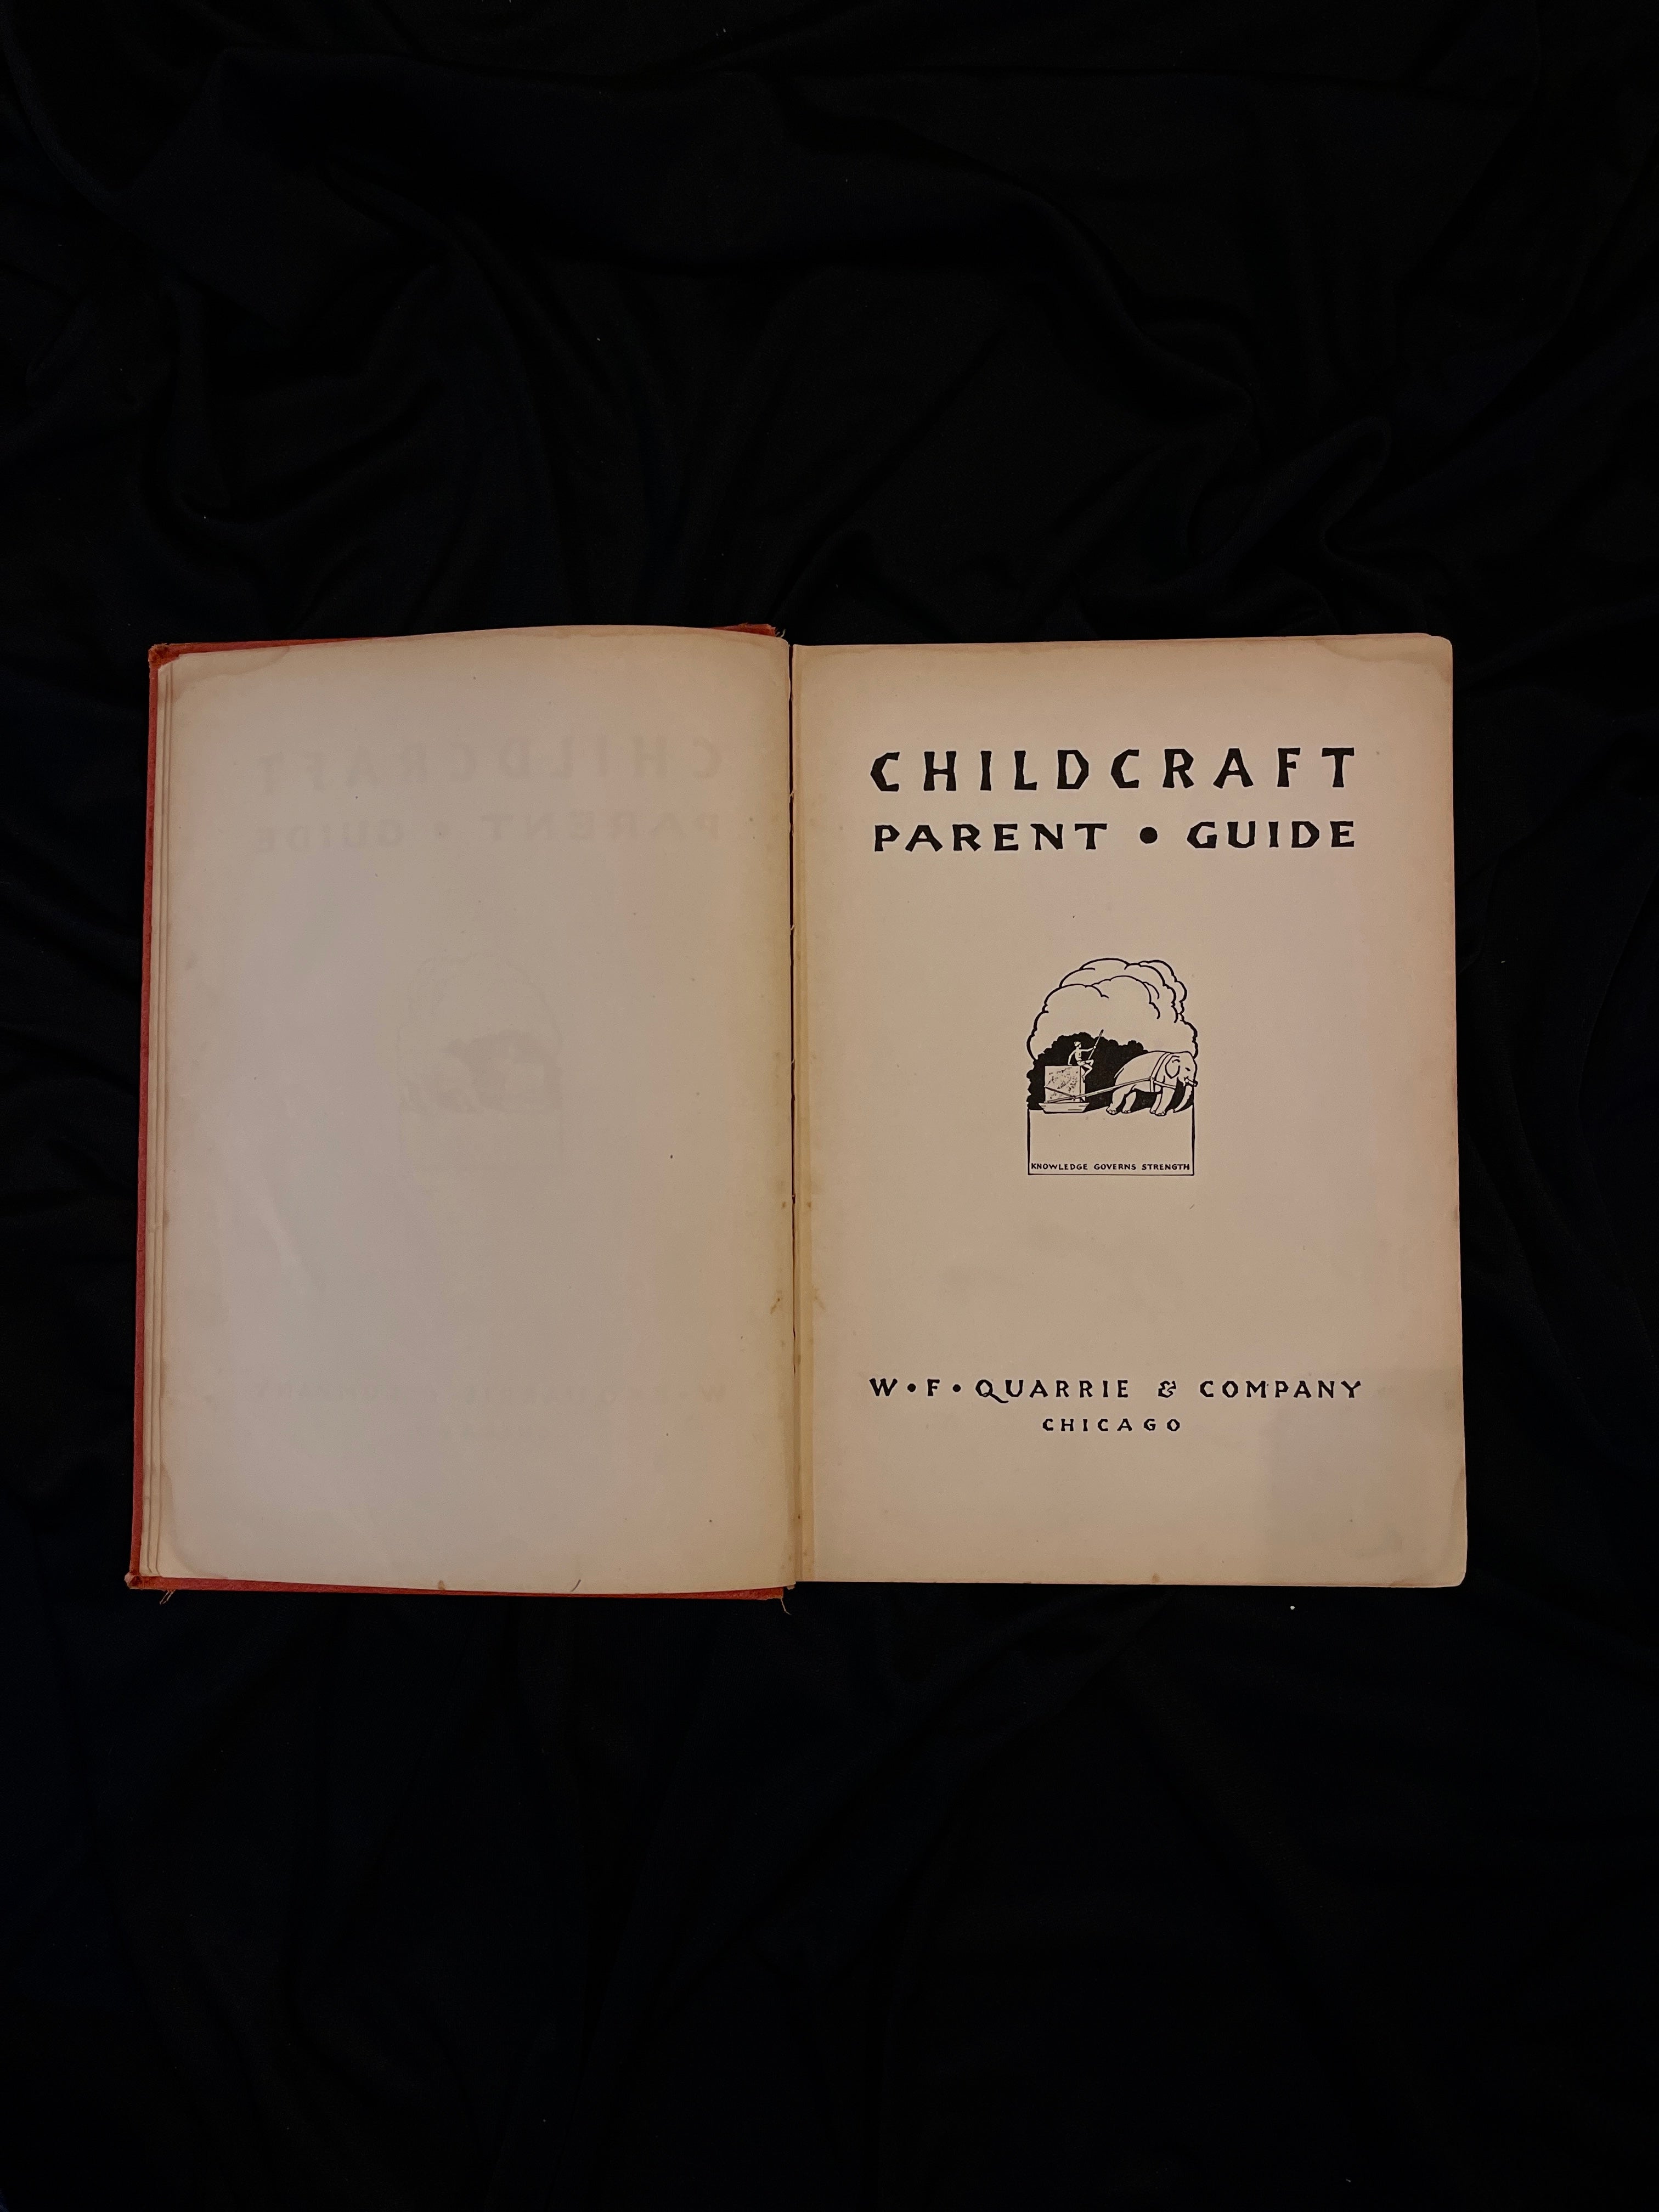 CHILDCRAFT
PARENT • GUIDE
KNOWLEDGE GOVERNS STRENGTH
W • F • QUARRIE & COMPANY
CHICAGO